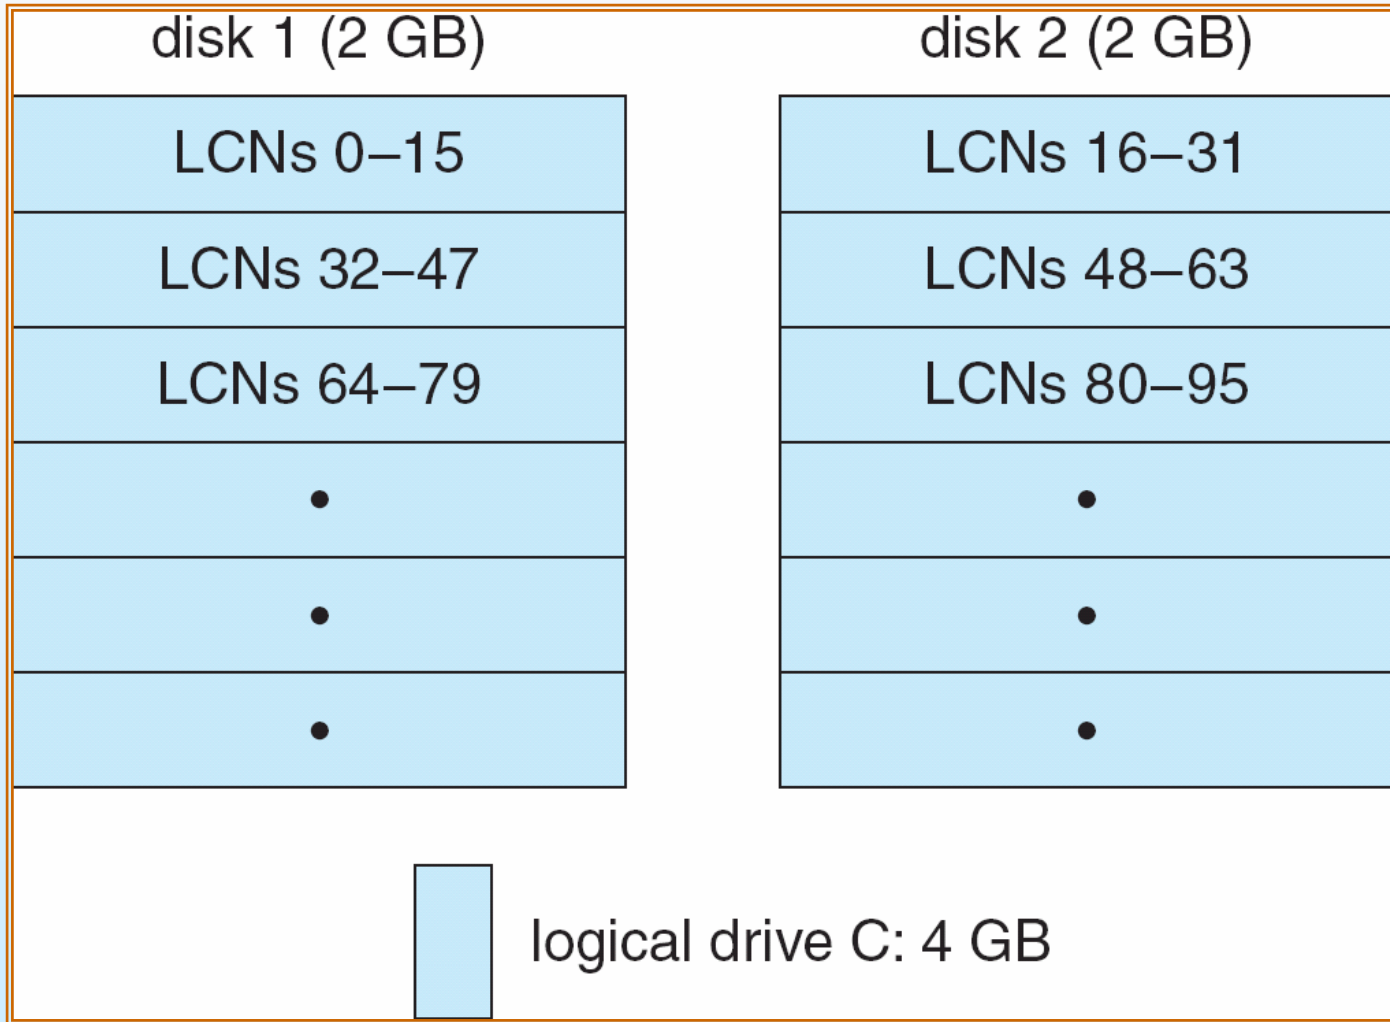 disk 1 (2 GB)
disk 2 (2 GB)
LCNs 0–15
LCNs 16–31
LCNs 32–47
LCNs 48–63
LCNs 64–79
LCNs 80–95
logical drive C: 4 GB